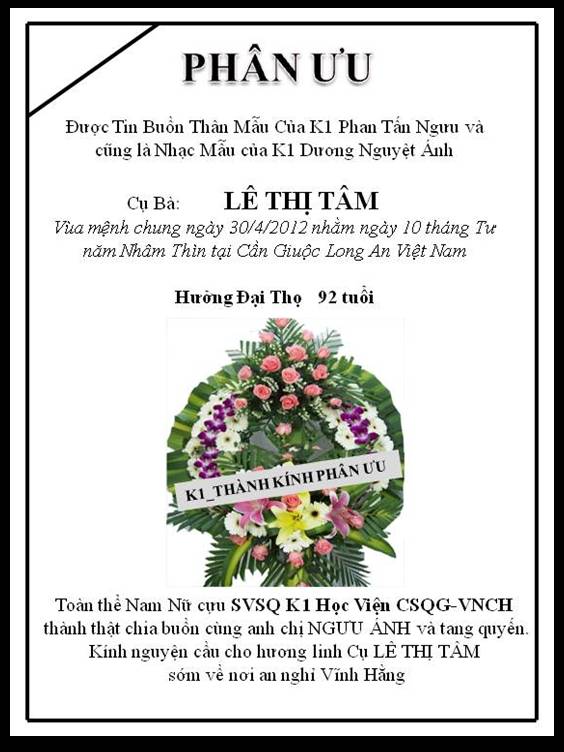 PHÂN ƯU
Được Tin Buồn Thân Mẫu Của K1 Phan Tấn Ngưu và
cũng là Nhạc Mẫu của K1 Dương Nguyệt Ánh
Cụ Bà: LÊ THỊ TÂM
Vùa mệnh chung ngày 30/4/2012 nhằm ngày 10 tháng Tư
năm Nhâm Thìn tại Cần Giuộc Long An Việt Nam
Hưởng Đại Thọ 92 tuổi
K1_THÀNH KÍNH PHÂN ƯU
Toàn thể Nam Nữ cựu SVSQ K1 Học Viện CSQG-VNCH
thành thật chia buồn cùng anh chị NGƯU ÁNH và tang quyến.
Kính nguyện cầu cho hương linh Cụ LÊ THỊ TÂM
sớm về nơi an nghỉ Vĩnh Hằng